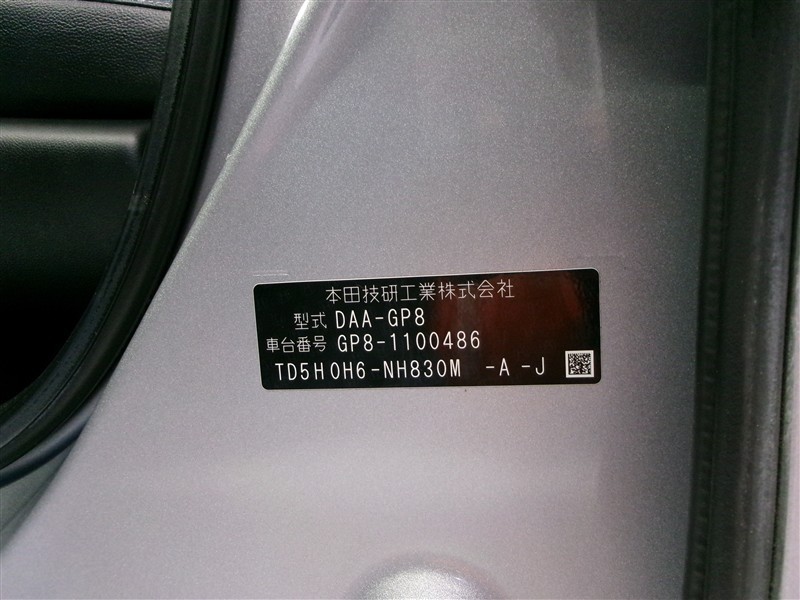 本田技研工業株式会社
型式 DAA-GP8
車台番号 GP8-1100486
TD5H0H6-NH830M -A -J